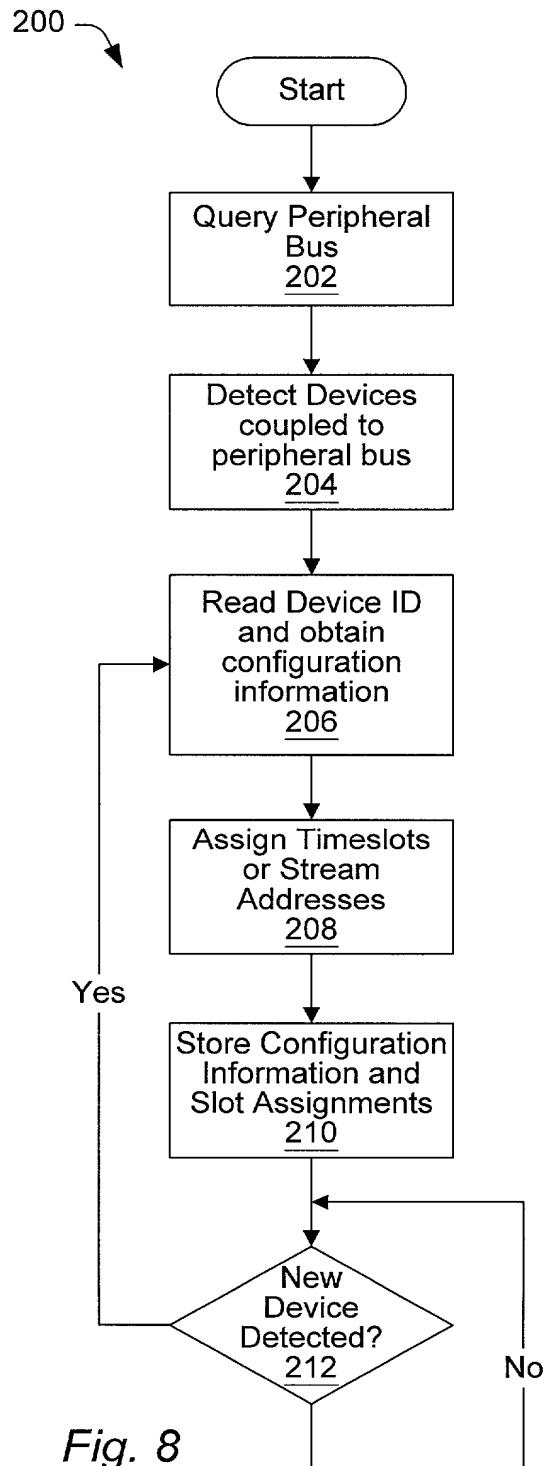 200
Start
Query Peripheral
Bus
202
Detect Devices
coupled to
peripheral bus
204
Read Device ID
and obtain
configuration
information
206
Assign Timeslots
or Stream
Addresses
208
Yes
Store Configuration
Information and
Slot Assignments
210
New
Device
Detected?
212
No
Fig. 8